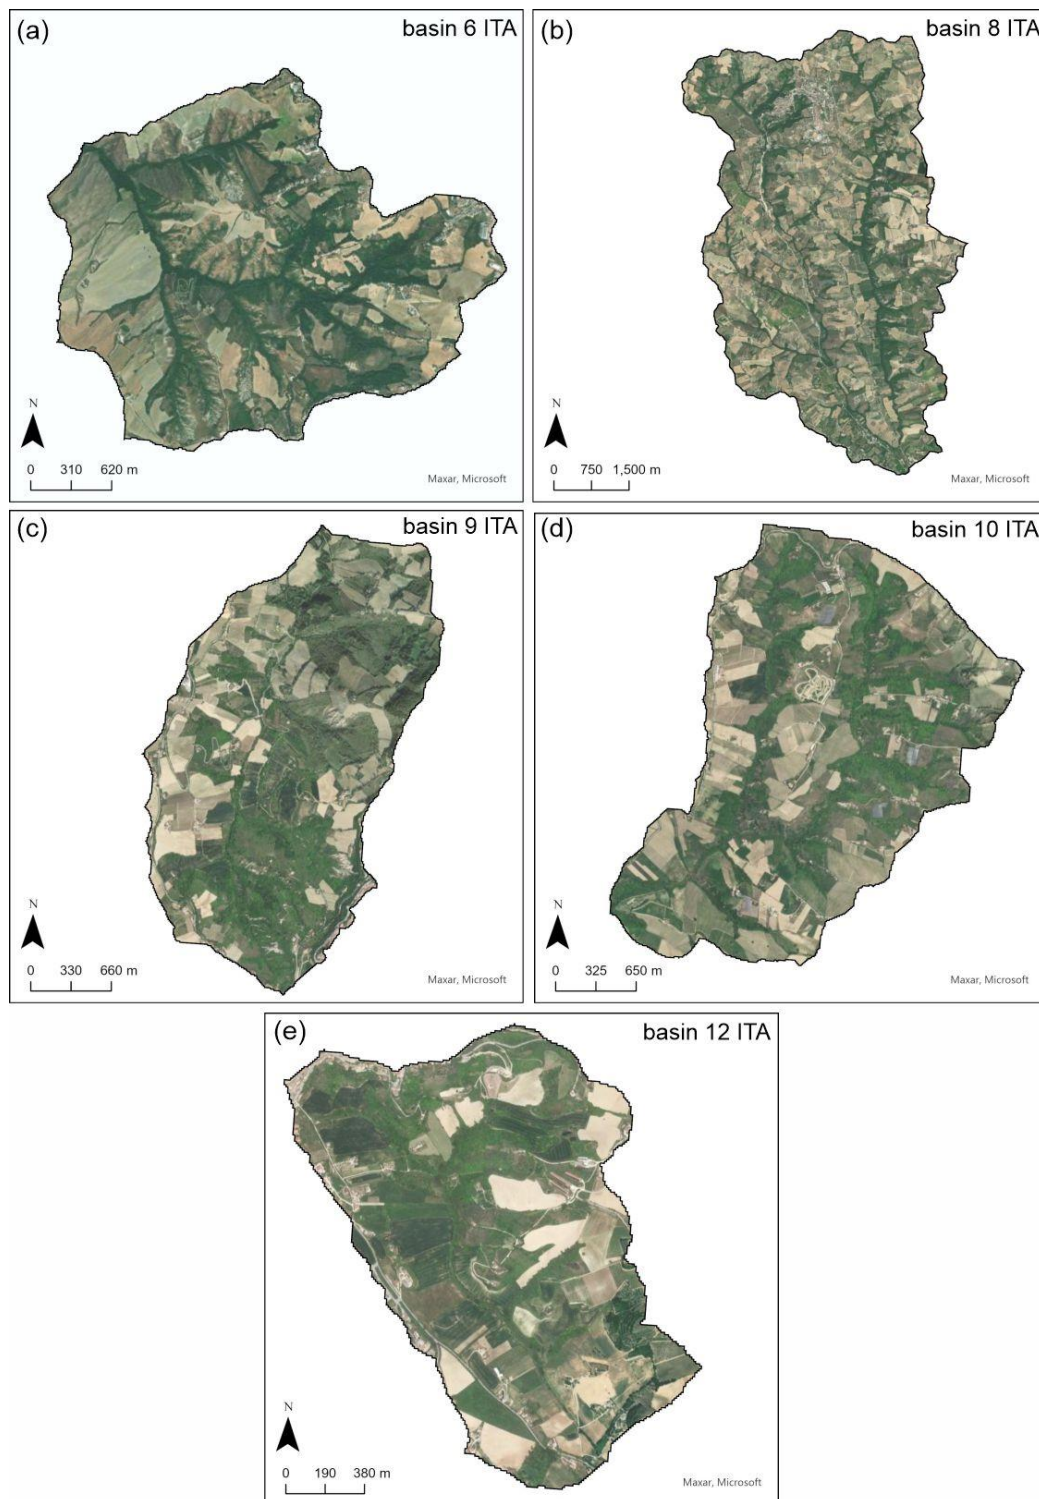 (a) basin 6 ITA
N
0 310 620 m
Maxar, Microsoft
(b) basin 8 ITA
N
0 750 1,500 m
Maxar, Microsoft
(c) basin 9 ITA
N
0 330 660 m
Maxar, Microsoft
(d) basin 10 ITA
N
0 325 650 m
Maxar, Microsoft
(e) basin 12 ITA
N
0 190 380 m
Maxar, Microsoft